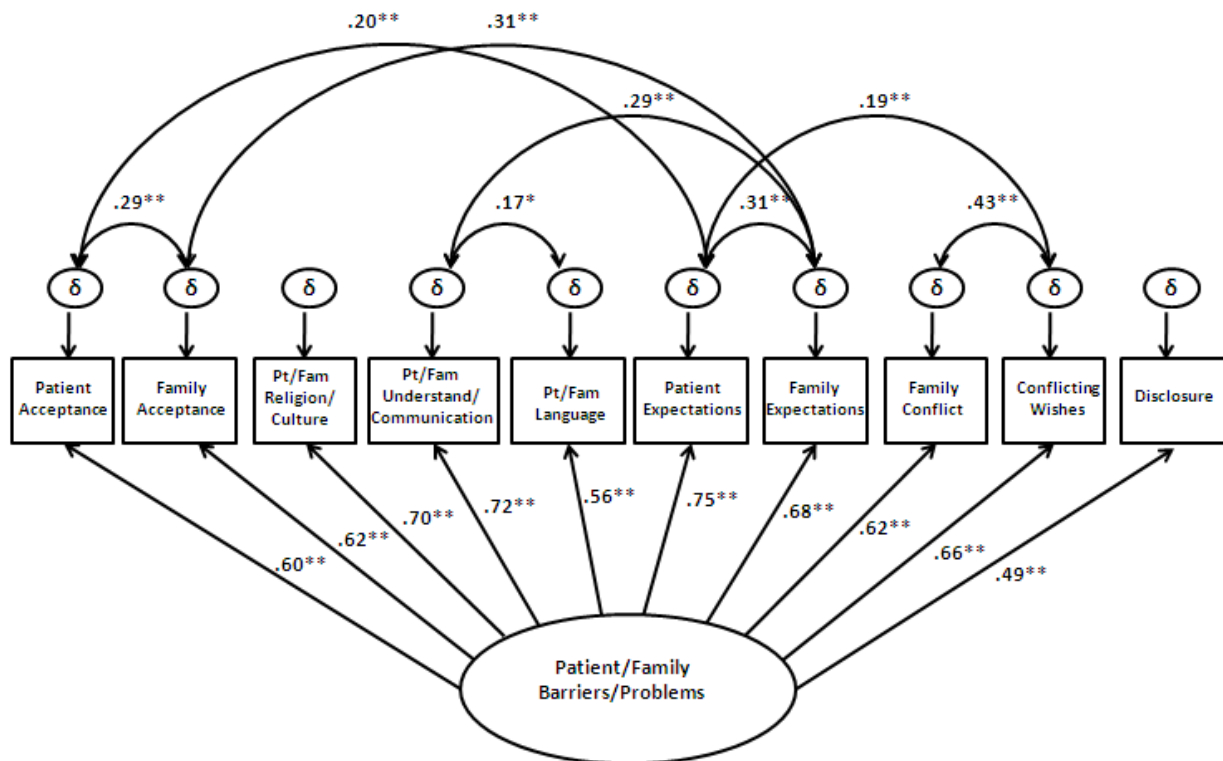 .20**
.31**
.29**
.19**
.29**
.17*
.31**
.43**
δ
δ
δ
δ
δ
δ
δ
δ
δ
δ
Patient
Acceptance
Family
Acceptance
Pt/Fam
Religion/
Culture
Pt/Fam
Understand/
Communication
Pt/Fam
Language
Patient
Expectations
Family
Expectations
Family
Conflict
Conflicting
Wishes
Disclosure
.60**
.62**
.70**
.72**
.56**
.75**
.68**
.62**
.66**
.49**
Patient/Family
Barriers/Problems